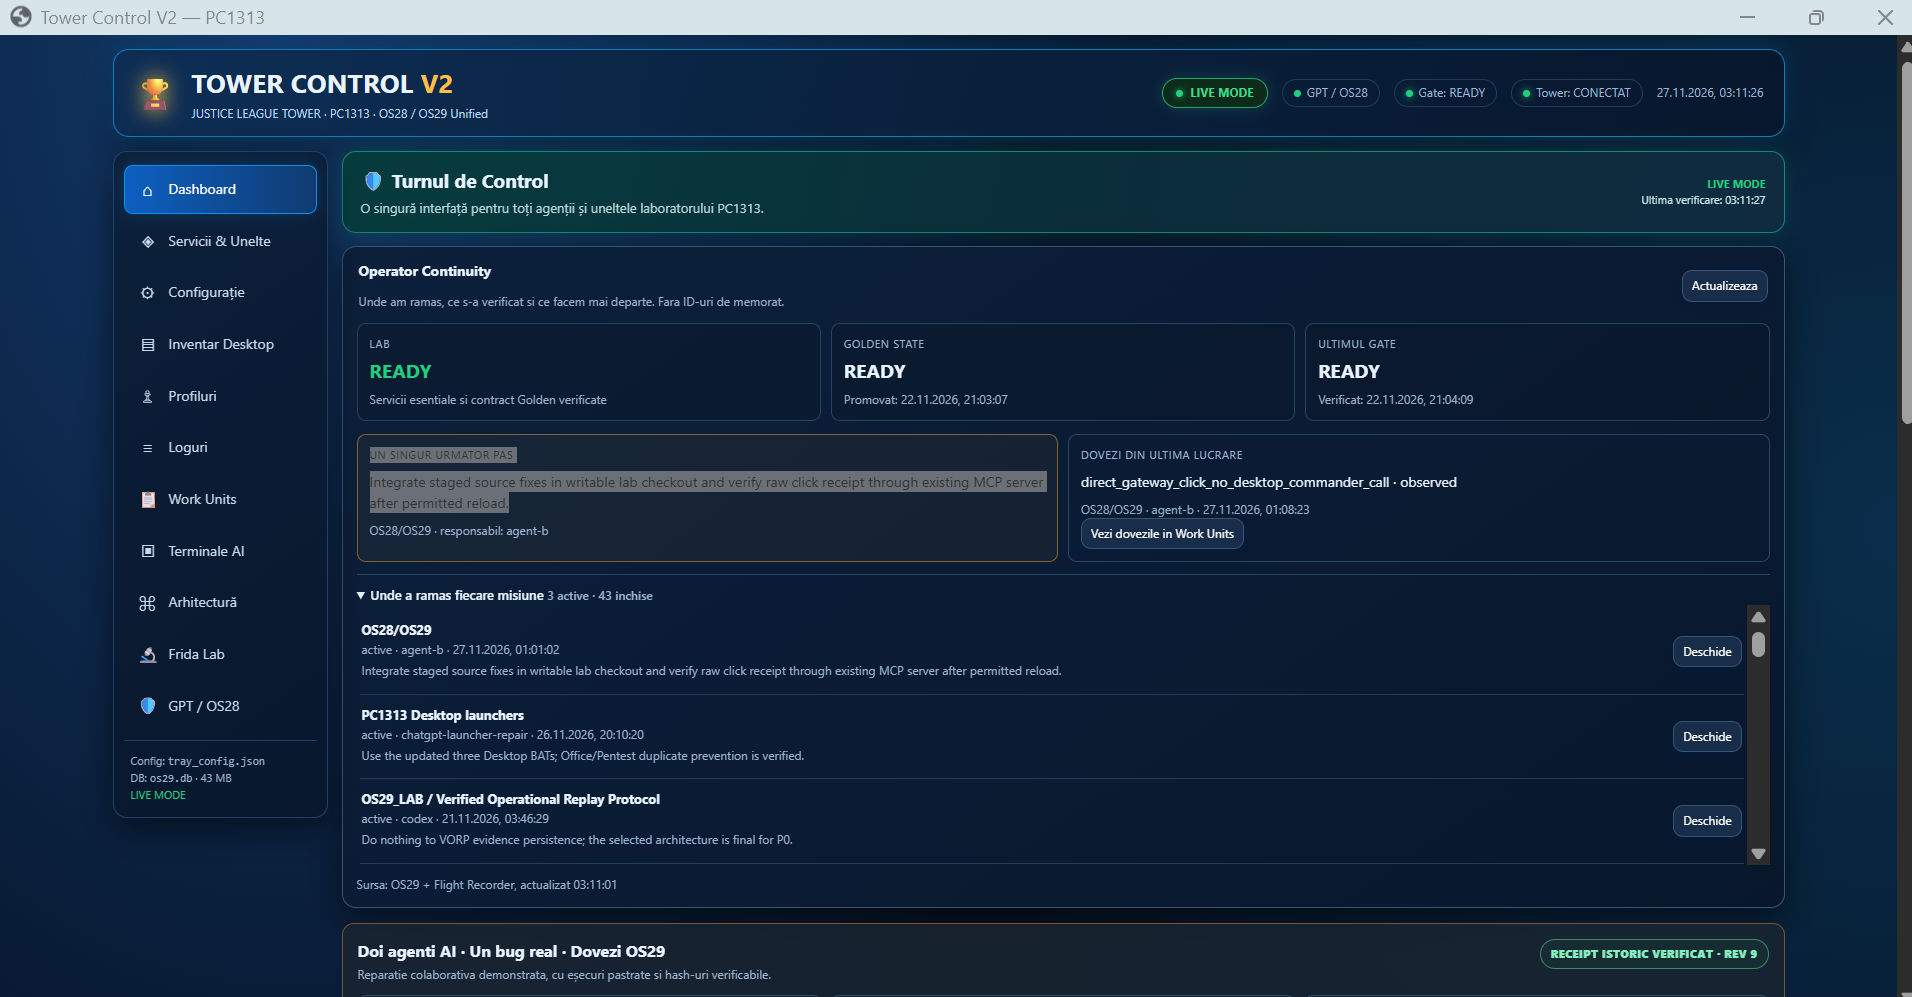 Tower Control V2 — PC1313
TOWER CONTROL V2
JUSTICE LEAGUE TOWER · PC1313 · OS28 / OS29 Unified
LIVE MODE
GPT / OS28
Gate: READY
Tower: CONECTAT
27.11.2026, 03:11:26
Dashboard
Servicii & Unelte
Configurație
Inventar Desktop
Profiluri
Loguri
Work Units
Terminale AI
Arhitectură
Frida Lab
GPT / OS28
Config: tray_config.json
DB: os29.db · 43 MB
LIVE MODE
Turnul de Control
O singură interfață pentru toți agenții și uneltele laboratorului PC1313.
LIVE MODE
Ultima verificare: 03:11:27
Operator Continuity
Unde am ramas, ce s-a verificat si ce facem mai departe. Fara ID-uri de memorat.
Actualizeaza
LAB
READY
Servicii esentiale si contract Golden verificate
GOLDEN STATE
READY
Promovat: 22.11.2026, 21:03:07
ULTIMUL GATE
READY
Verificat: 22.11.2026, 21:04:09
UN SINGUR URMATOR PAS
Integrate staged source fixes in writable lab checkout and verify raw click receipt through existing MCP server
after permitted reload.
OS28/OS29 · responsabil: agent-b
DOVEZI DIN ULTIMA LUCRARE
direct_gateway_click_no_desktop_commander_call · observed
OS28/OS29 · agent-b · 27.11.2026, 01:08:23
Vezi dovezile in Work Units
Unde a ramas fiecare misiune 3 active · 43 inchise
OS28/OS29
active · agent-b · 27.11.2026, 01:01:02
Integrate staged source fixes in writable lab checkout and verify raw click receipt through existing MCP server after permitted reload.
Deschide
PC1313 Desktop launchers
active · chatgpt-launcher-repair · 26.11.2026, 20:10:20
Use the updated three Desktop BATs; Office/Pentest duplicate prevention is verified.
Deschide
OS29_LAB / Verified Operational Replay Protocol
active · codex · 21.11.2026, 03:46:29
Do nothing to VORP evidence persistence; the selected architecture is final for P0.
Deschide
Sursa: OS29 + Flight Recorder, actualizat 03:11:01
Doi agenti AI · Un bug real · Dovezi OS29
Reparatie colaborativa demonstrata, cu eșecuri pastrate si hash-uri verificabile.
RECEIPT ISTORIC VERIFICAT · REV 9